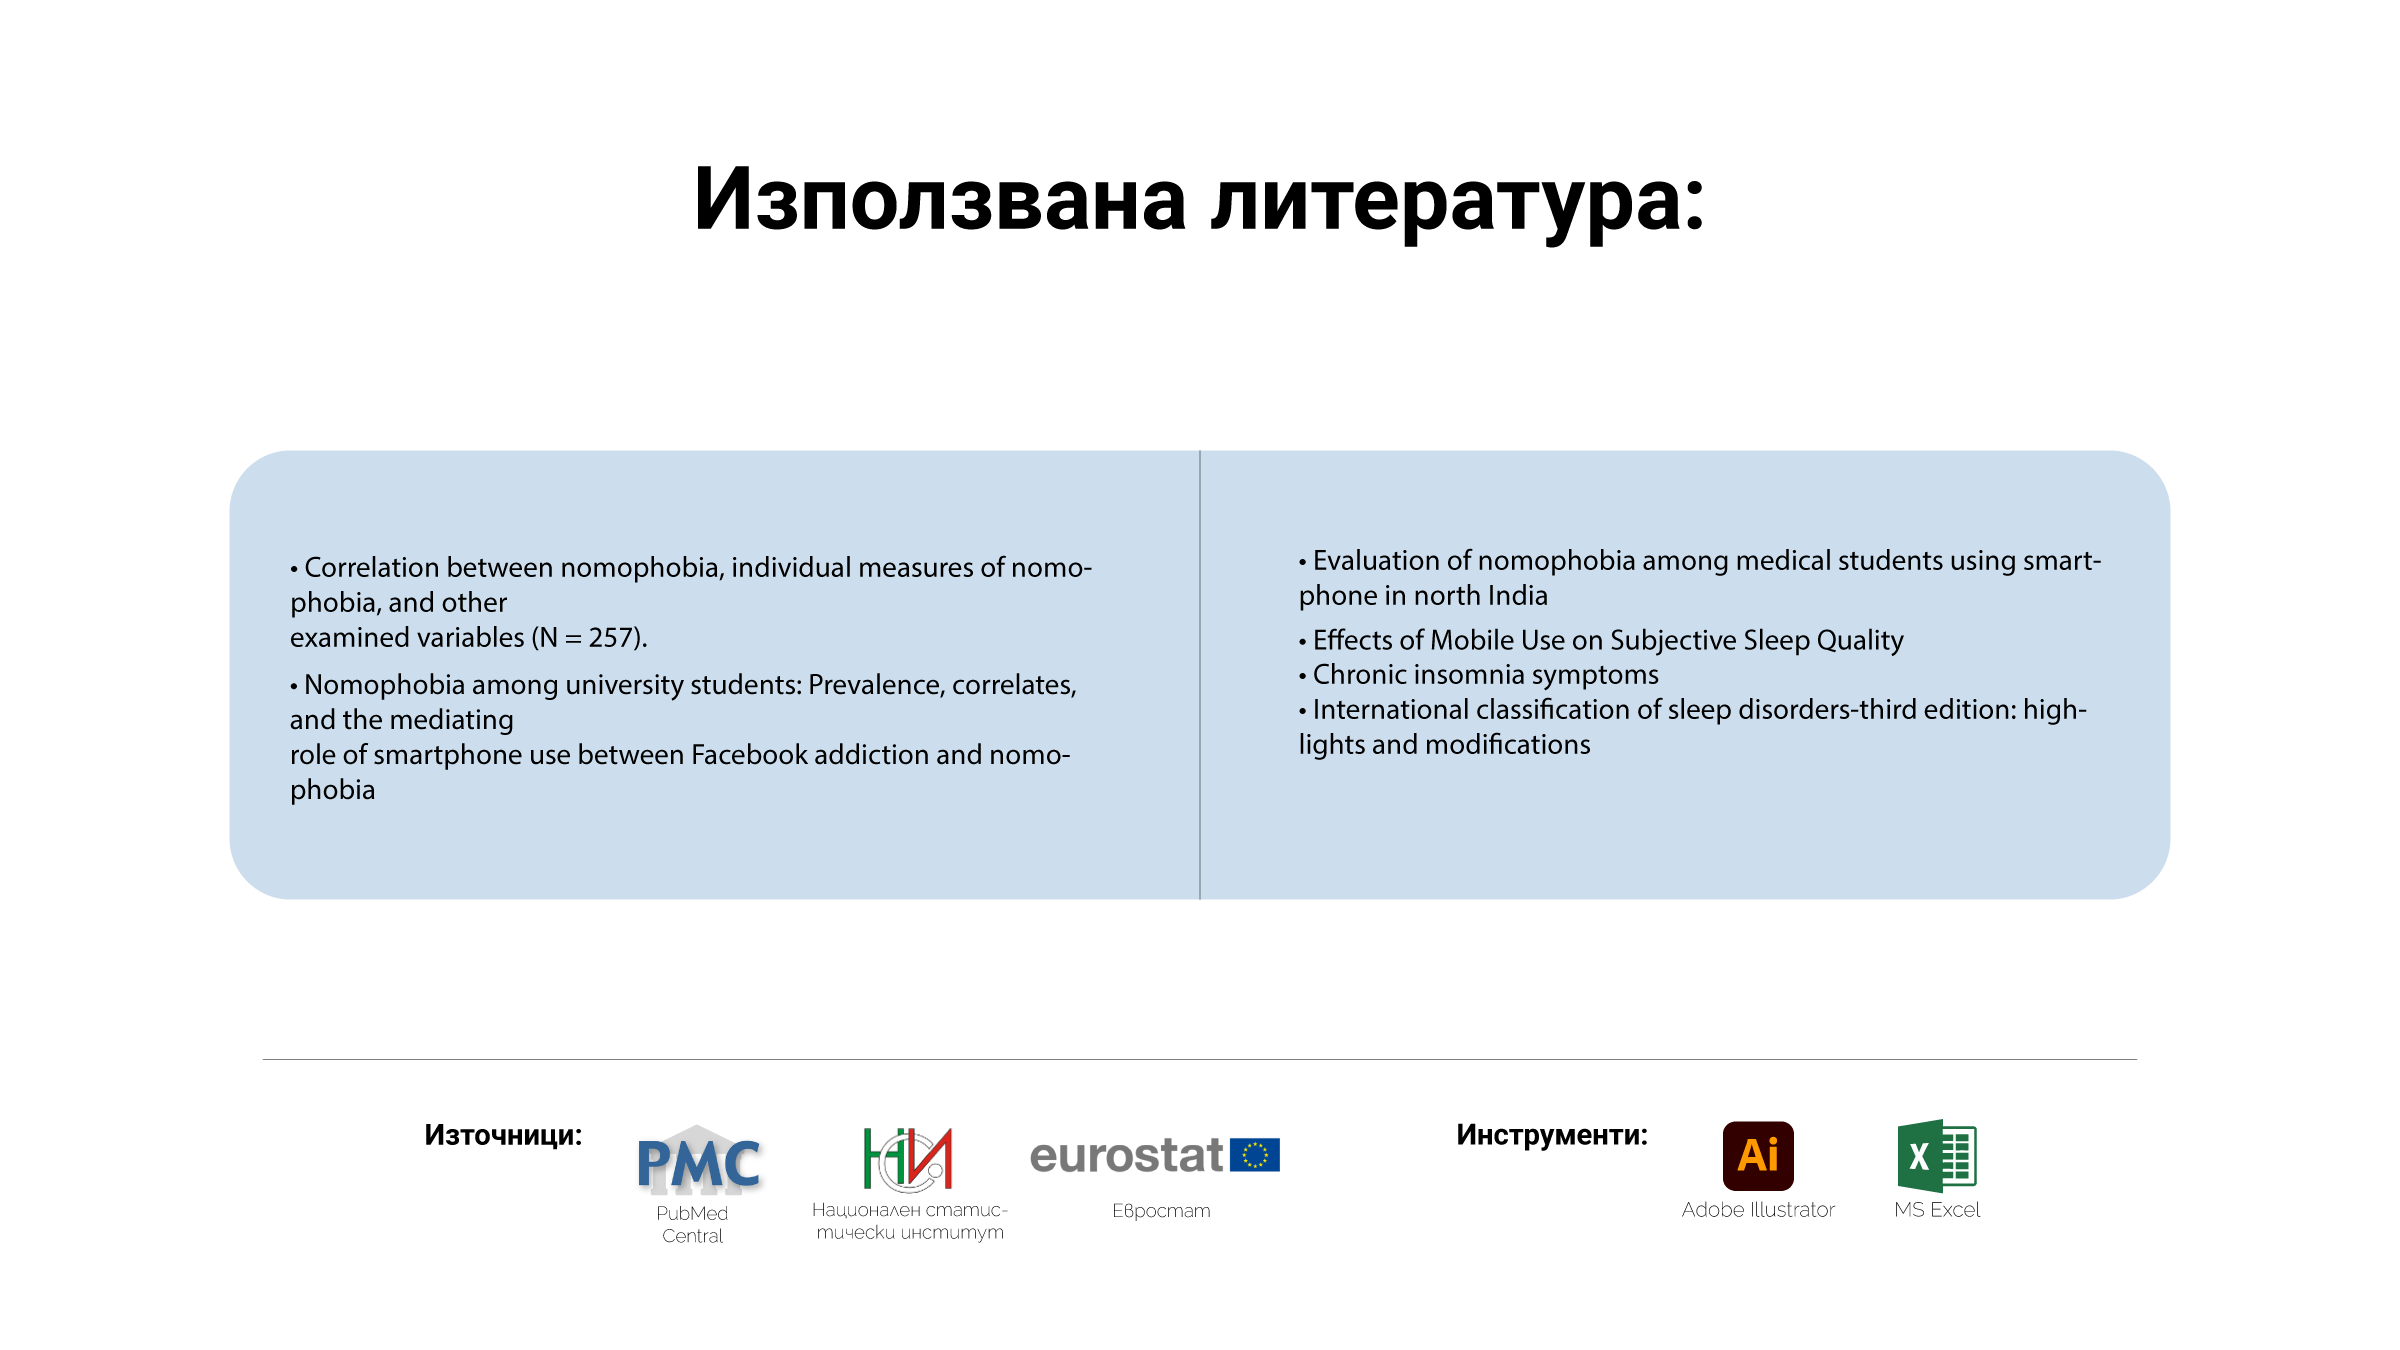 Използвана литература:
• Correlation between nomophobia, individual measures of nomo-
phobia, and other
examined variables (N = 257).
• Nomophobia among university students: Prevalence, correlates,
and the mediating
role of smartphone use between Facebook addiction and nomo-
phobia
• Evaluation of nomophobia among medical students using smart-
phone in north India
• Effects of Mobile Use on Subjective Sleep Quality
• Chronic insomnia symptoms
• International classification of sleep disorders-third edition: high-
lights and modifications
Източници:
PMC
PubMed
Central
НСИ
Национален статис-
тически институт
eurostat
Евростат
Инструменти:
Ai
Adobe Illustrator
X
MS Excel